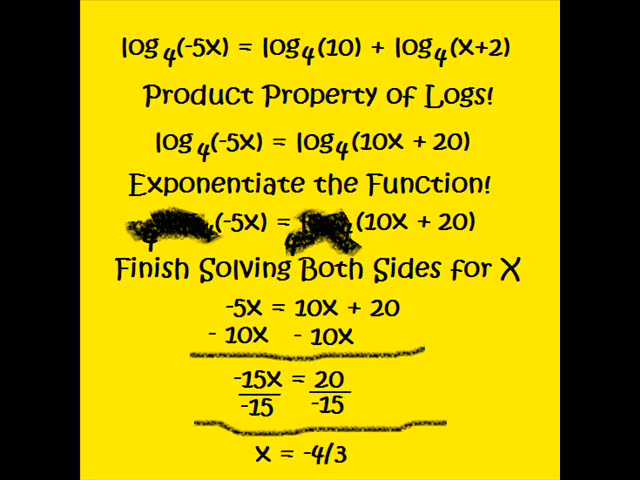 log₄(-5x) = log₄(10) + log₄(x+2)
Product Property of Logs!
log₄(-5x) = log₄(10x + 20)
Exponentiate the Function!
(-5x) = (10x + 20)
Finish Solving Both Sides for X
-5x = 10x + 20
- 10x - 10x
-15x = 20
-15 -15
x = -4/3